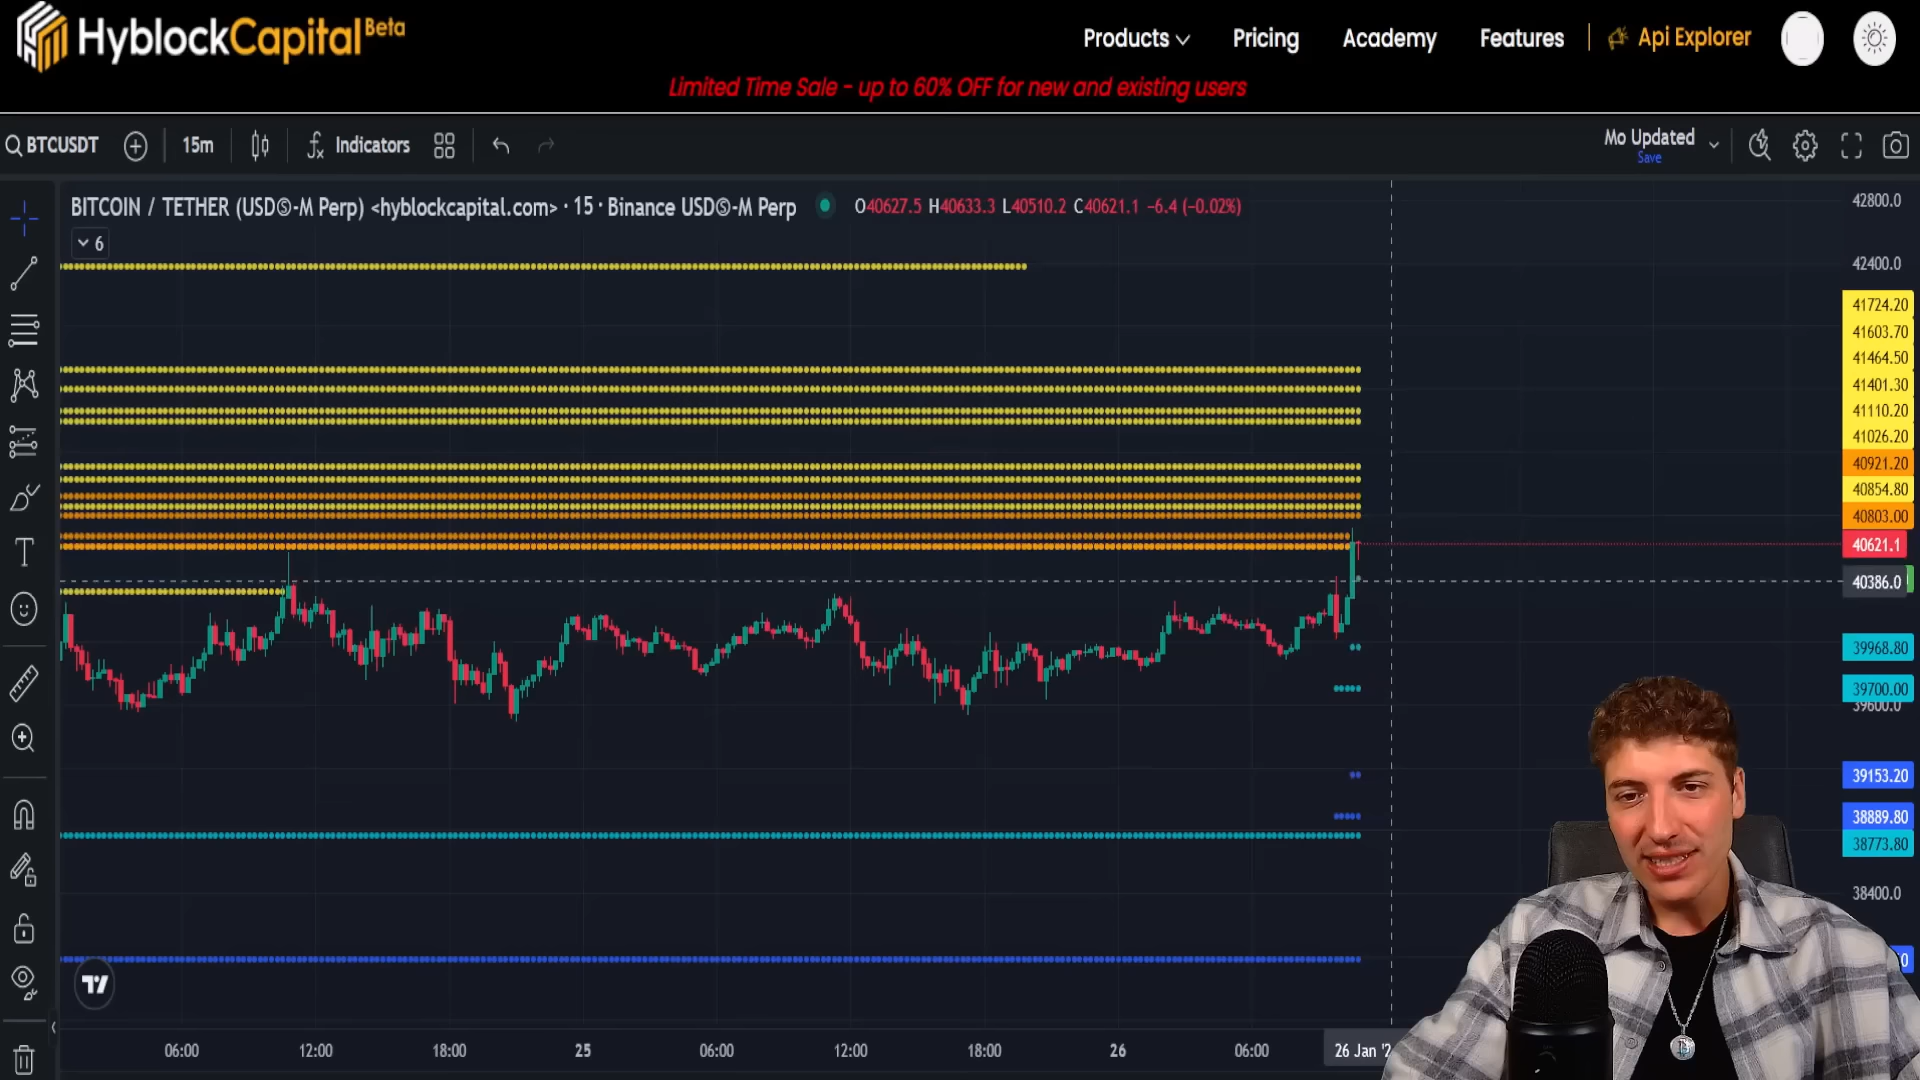 HyblockCapital Beta
Products
Pricing
Academy
Features
Api Explorer
Limited Time Sale - up to 60% OFF for new and existing users
BTCUSDT
15m
Indicators
Mo Updated
Save
BITCOIN / TETHER (USDⓈ-M Perp) <hyblockcapital.com> · 15 · Binance USDⓈ-M Perp
O40627.5 H40633.3 L40510.2 C40621.1 −6.4 (−0.02%)
6
42800.0
42400.0
41724.20
41603.70
41464.50
41401.30
41110.20
41026.20
40921.20
40854.80
40803.00
40621.1
40386.0
39968.80
39700.00
39600.0
39153.20
38889.80
38773.80
38400.0
06:00
12:00
18:00
25
06:00
12:00
18:00
26
06:00
26 Jan